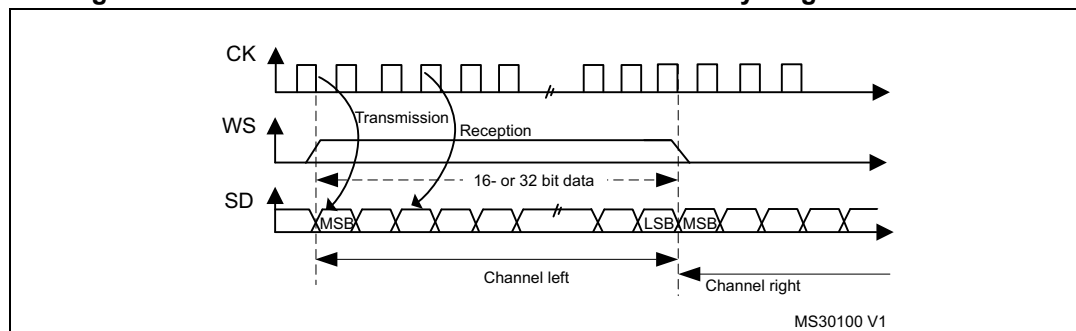 CK
Transmission
WS
Reception
16- or 32 bit data
SD
MSB
LSB
MSB
Channel left
Channel right
MS30100 V1